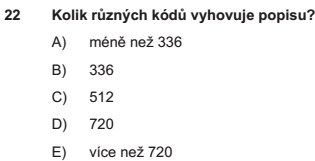 22 Kolik různých kódů vyhovuje popisu?
A) méně než 336
B) 336
C) 512
D) 720
E) více než 720